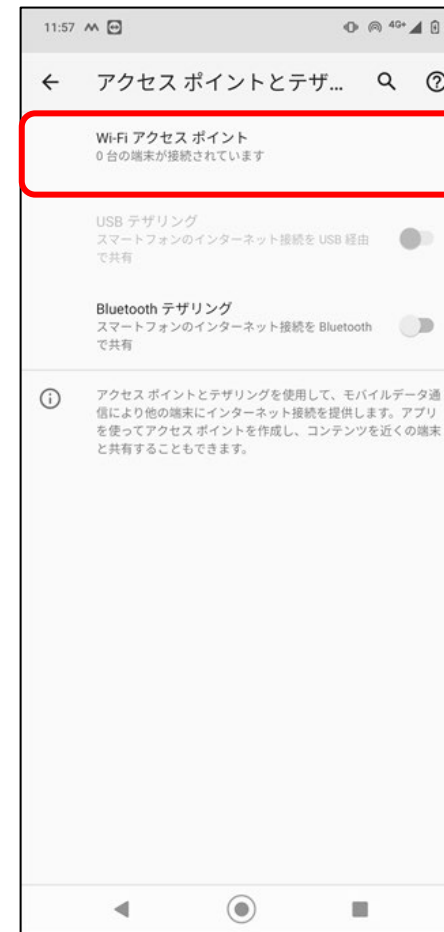 11:57
4G+
アクセス ポイントとテザ...
Wi-Fi アクセス ポイント
0 台の端末が接続されています
USB テザリング
スマートフォンのインターネット接続を USB 経由
で共有
Bluetooth テザリング
スマートフォンのインターネット接続を Bluetooth
で共有
アクセス ポイントとテザリングを使用して、モバイルデータ通
信により他の端末にインターネット接続を提供します。アプリ
を使ってアクセス ポイントを作成し、コンテンツを近くの端末
と共有することもできます。